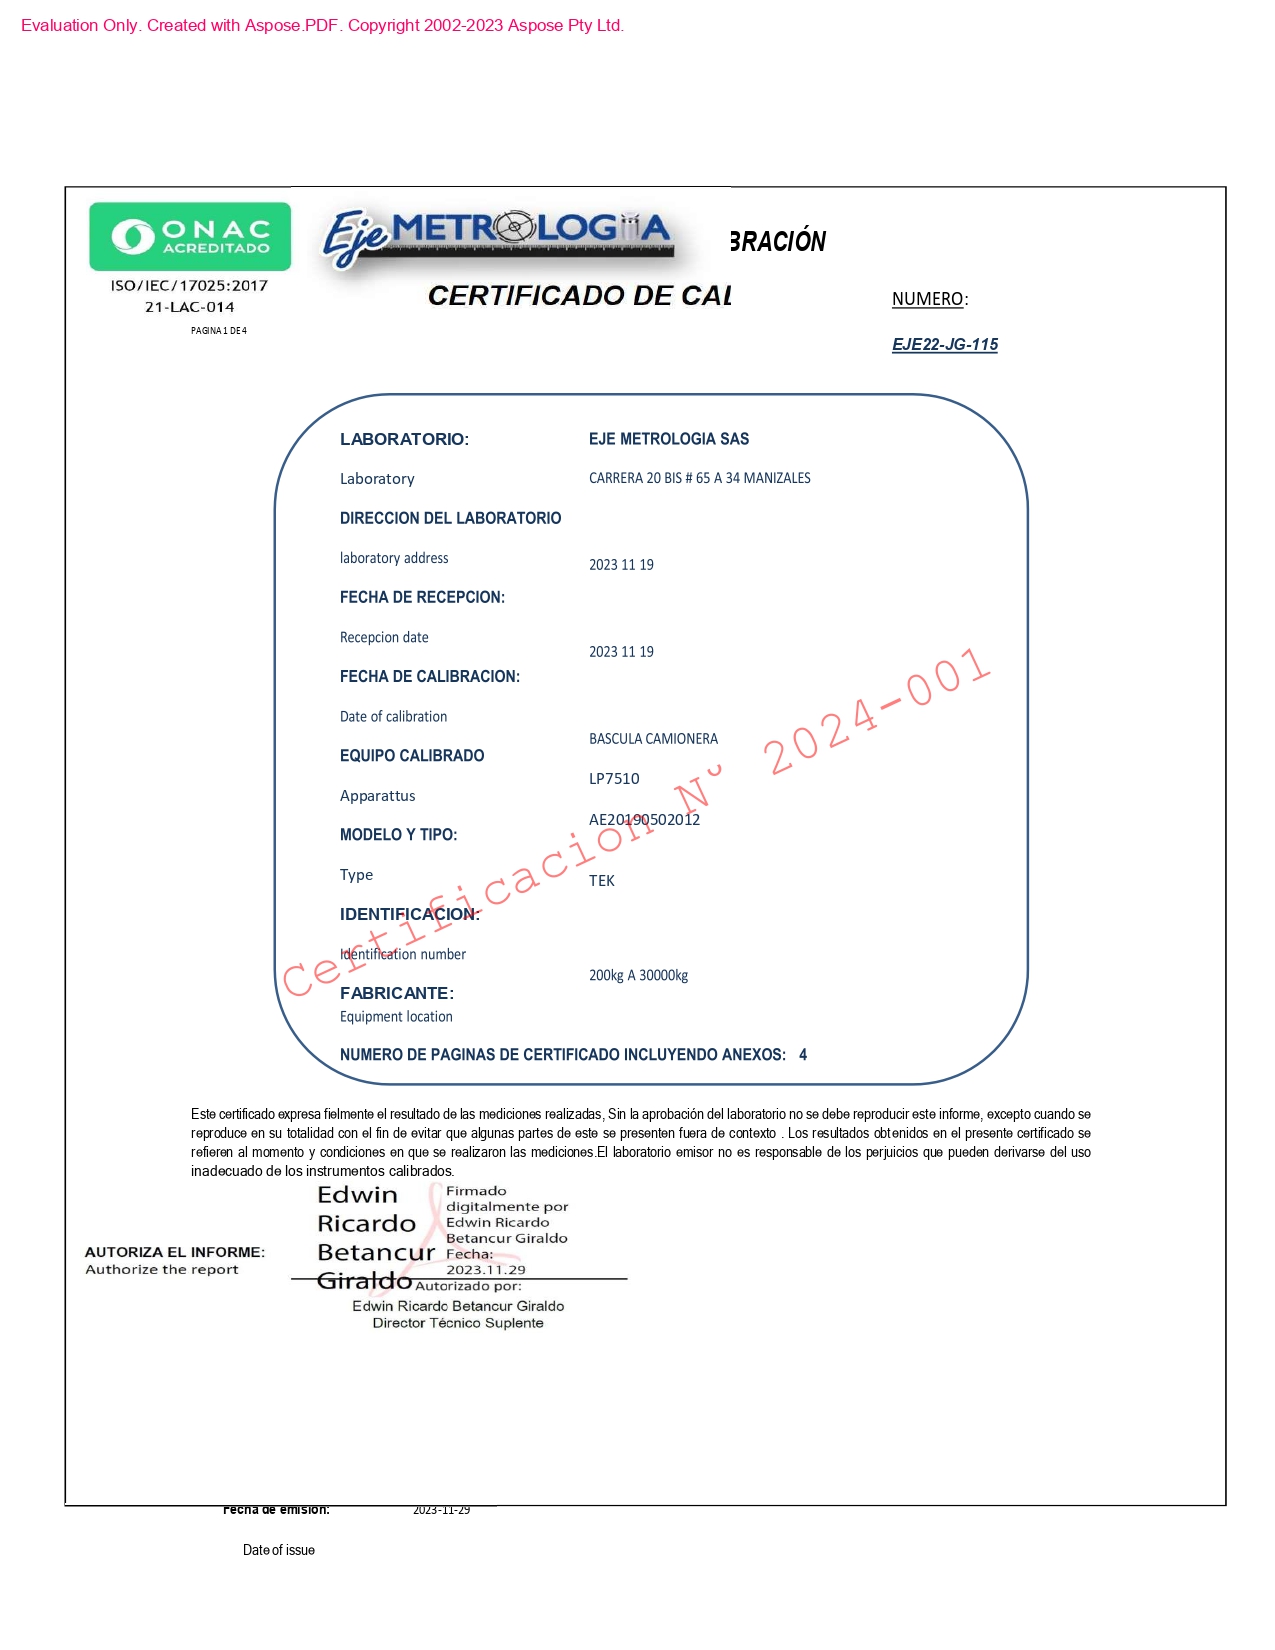 Evaluation Only. Created with Aspose.PDF. Copyright 2002-2023 Aspose Pty Ltd.
ONAC
ACREDITADO
ISO/IEC/17025:2017
21-LAC-014
PAGINA 1 DE 4
Eje METROLOGIA
BRACIÓN
CERTIFICADO DE CAL
NUMERO:
EJE22-JG-115
LABORATORIO: EJE METROLOGIA SAS
Laboratory CARRERA 20 BIS # 65 A 34 MANIZALES
DIRECCION DEL LABORATORIO
laboratory address 2023 11 19
FECHA DE RECEPCION:
Recepcion date
2023 11 19
FECHA DE CALIBRACION:
Date of calibration
BASCULA CAMIONERA
EQUIPO CALIBRADO
LP7510
Apparattus
AE20190502012
MODELO Y TIPO:
Type TEK
IDENTIFICACION:
Identification number
200kg A 30000kg
FABRICANTE:
Equipment location
NUMERO DE PAGINAS DE CERTIFICADO INCLUYENDO ANEXOS: 4
Certificacion N° 2024-001
Este certificado expresa fielmente el resultado de las mediciones realizadas, Sin la aprobación del laboratorio no se debe reproducir este informe, excepto cuando se
reproduce en su totalidad con el fin de evitar que algunas partes de este se presenten fuera de contexto . Los resultados obtenidos en el presente certificado se
refieren al momento y condiciones en que se realizaron las mediciones.El laboratorio emisor no es responsable de los perjuicios que pueden derivarse del uso
inadecuado de los instrumentos calibrados.
Edwin
Ricardo
Betancur
Giraldo
Firmado
digitalmente por
Edwin Ricardo
Betancur Giraldo
Fecha:
2023.11.29
AUTORIZA EL INFORME:
Authorize the report
Autorizado por:
Edwin Ricardo Betancur Giraldo
Director Técnico Suplente
Fecha de emisión: 2023-11-29
Date of issue